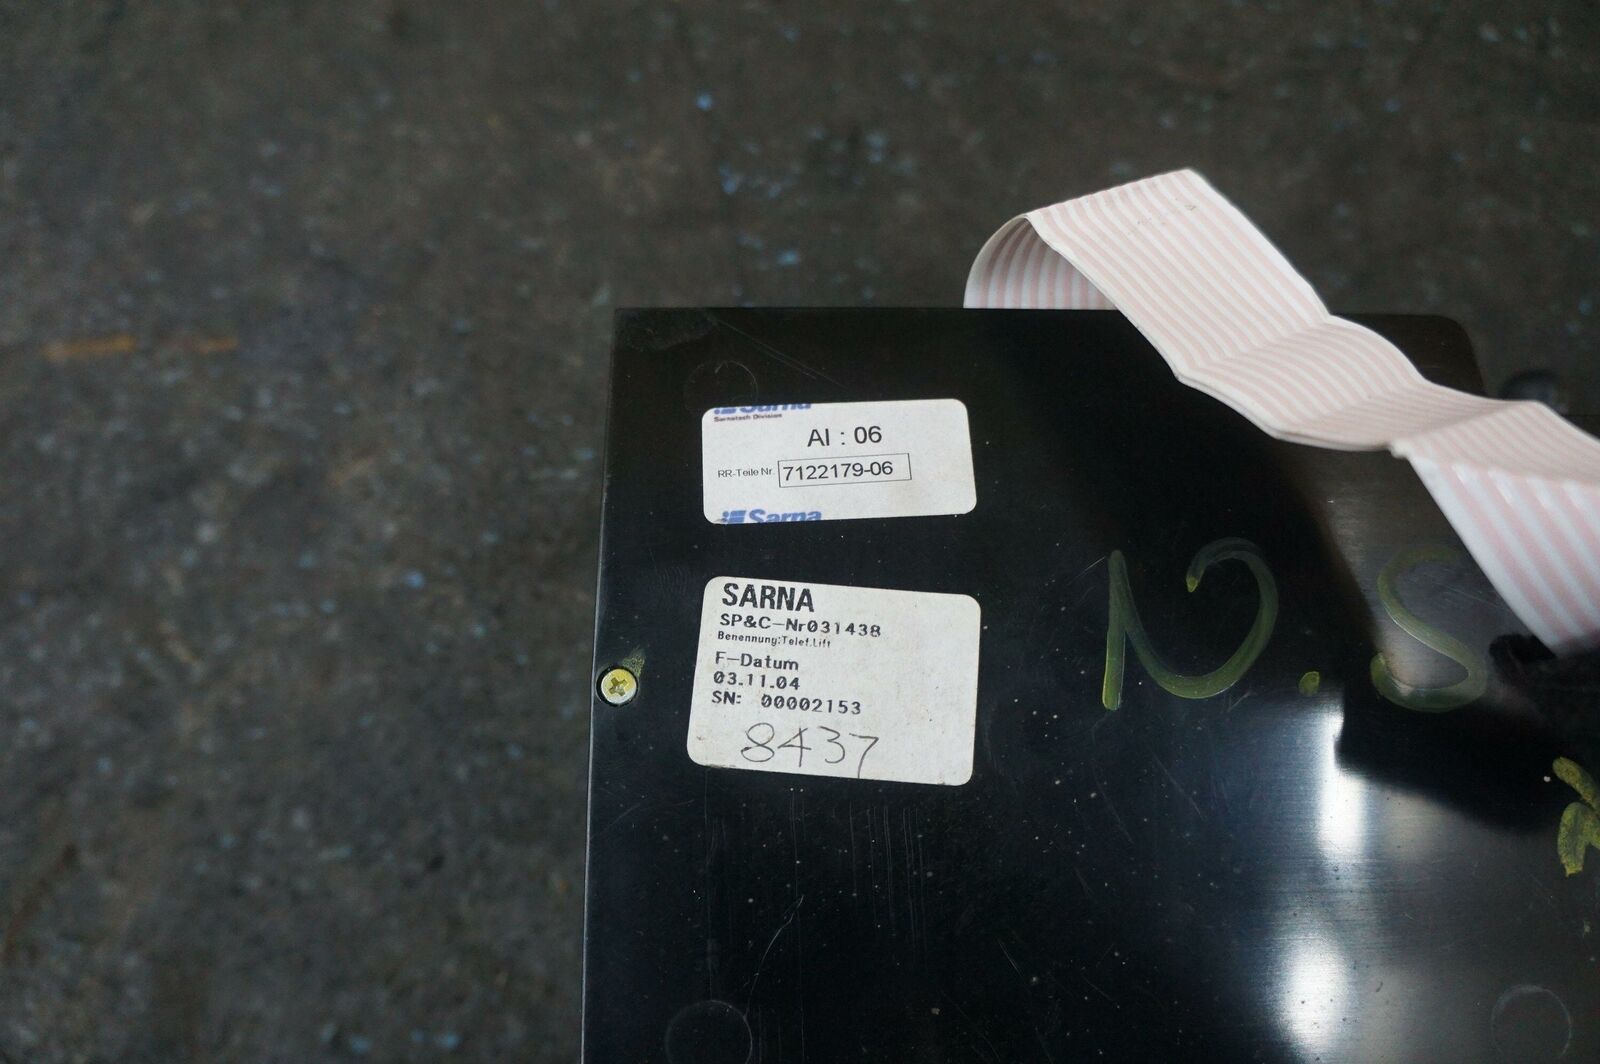 Sarna
Sarnatech Division
AI : 06
RR-Teile Nr. 7122179-06
Sarna
SARNA
SP&C-Nr031438
Benennung:Telef.Lift
F-Datum
03.11.04
SN: 00002153
8437
N.S